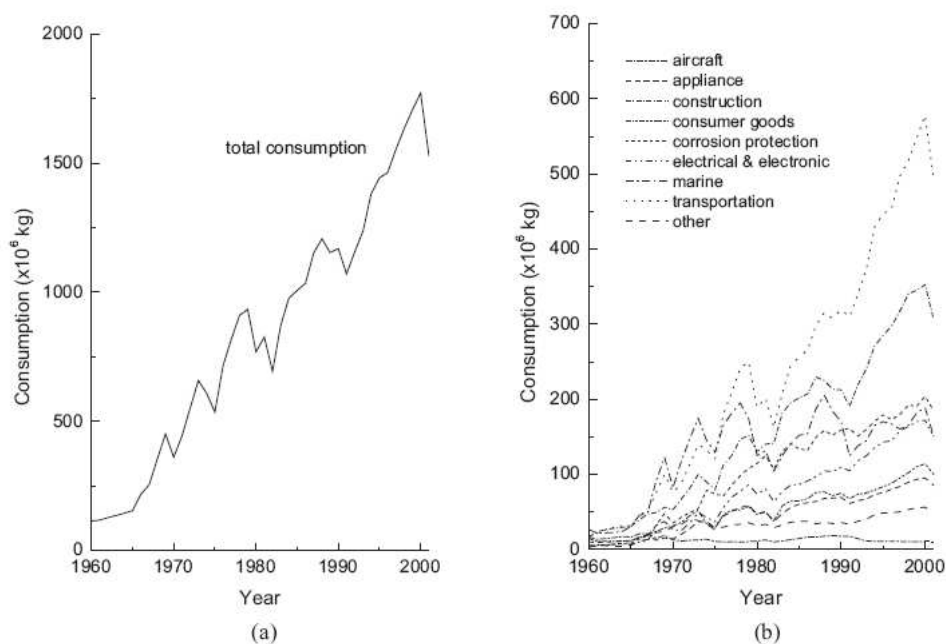 2000
1500
1000
500
0
Consumption (x10⁶ kg)
total consumption
1960
1970
1980
1990
2000
Year
(a)
700
600
500
400
300
200
100
0
Consumption (x10⁶ kg)
aircraft
appliance
construction
consumer goods
corrosion protection
electrical & electronic
marine
transportation
other
1960
1970
1980
1990
2000
Year
(b)